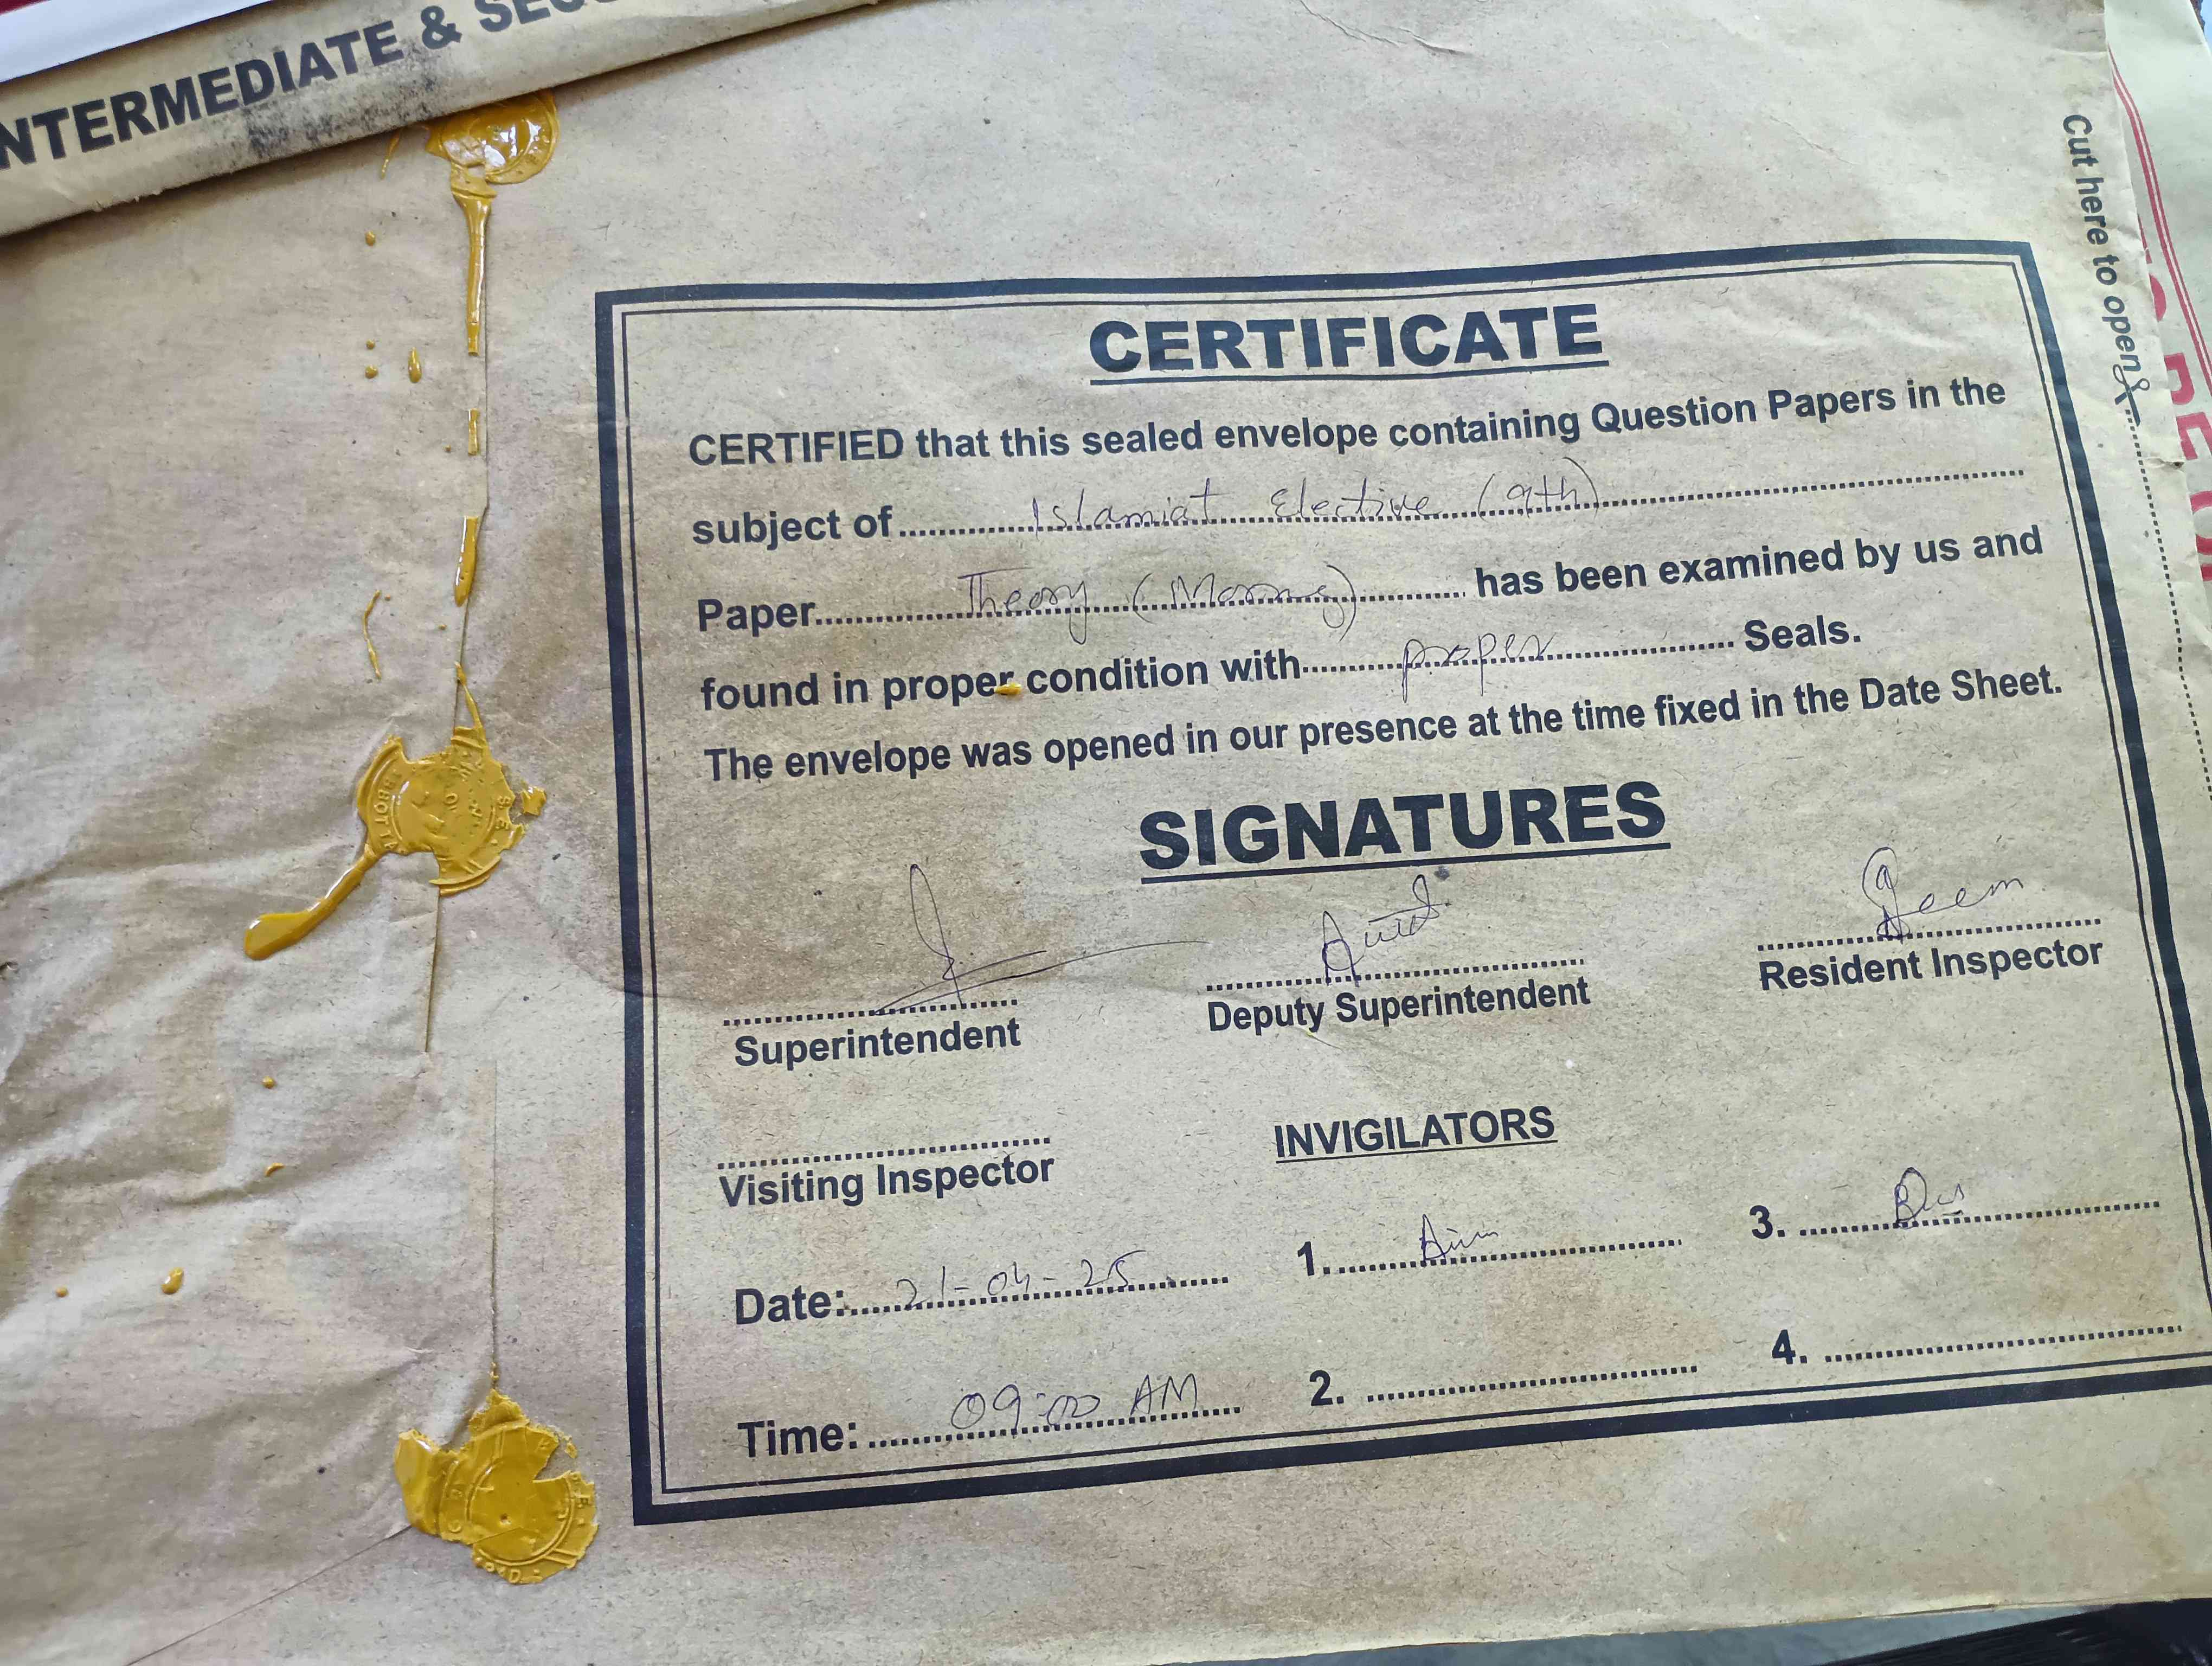 NTERMEDIATE & SECO
Cut here to open
CERTIFICATE
CERTIFIED that this sealed envelope containing Question Papers in the
subject of Islamiat Elective (9th)
Paper Theory (Morning) has been examined by us and
found in proper condition with proper Seals.
The envelope was opened in our presence at the time fixed in the Date Sheet.
SIGNATURES
Superintendent
Deputy Superintendent
Resident Inspector
Visiting Inspector
INVIGILATORS
1.
3.
Date: 21-04-25
2.
4.
Time: 09:00 AM